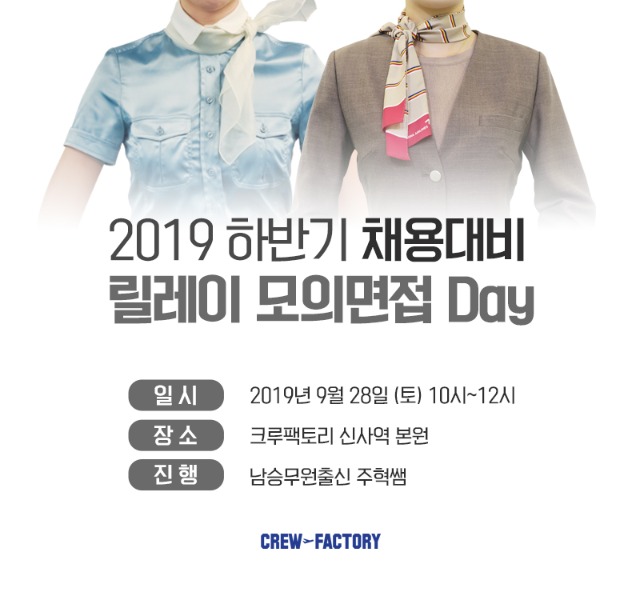 2019 하반기 채용대비
릴레이 모의면접 Day
일 시 2019년 9월 28일 (토) 10시~12시
장 소 크루팩토리 신사역 본원
진 행 남승무원출신 주혁쌤
CREW FACTORY